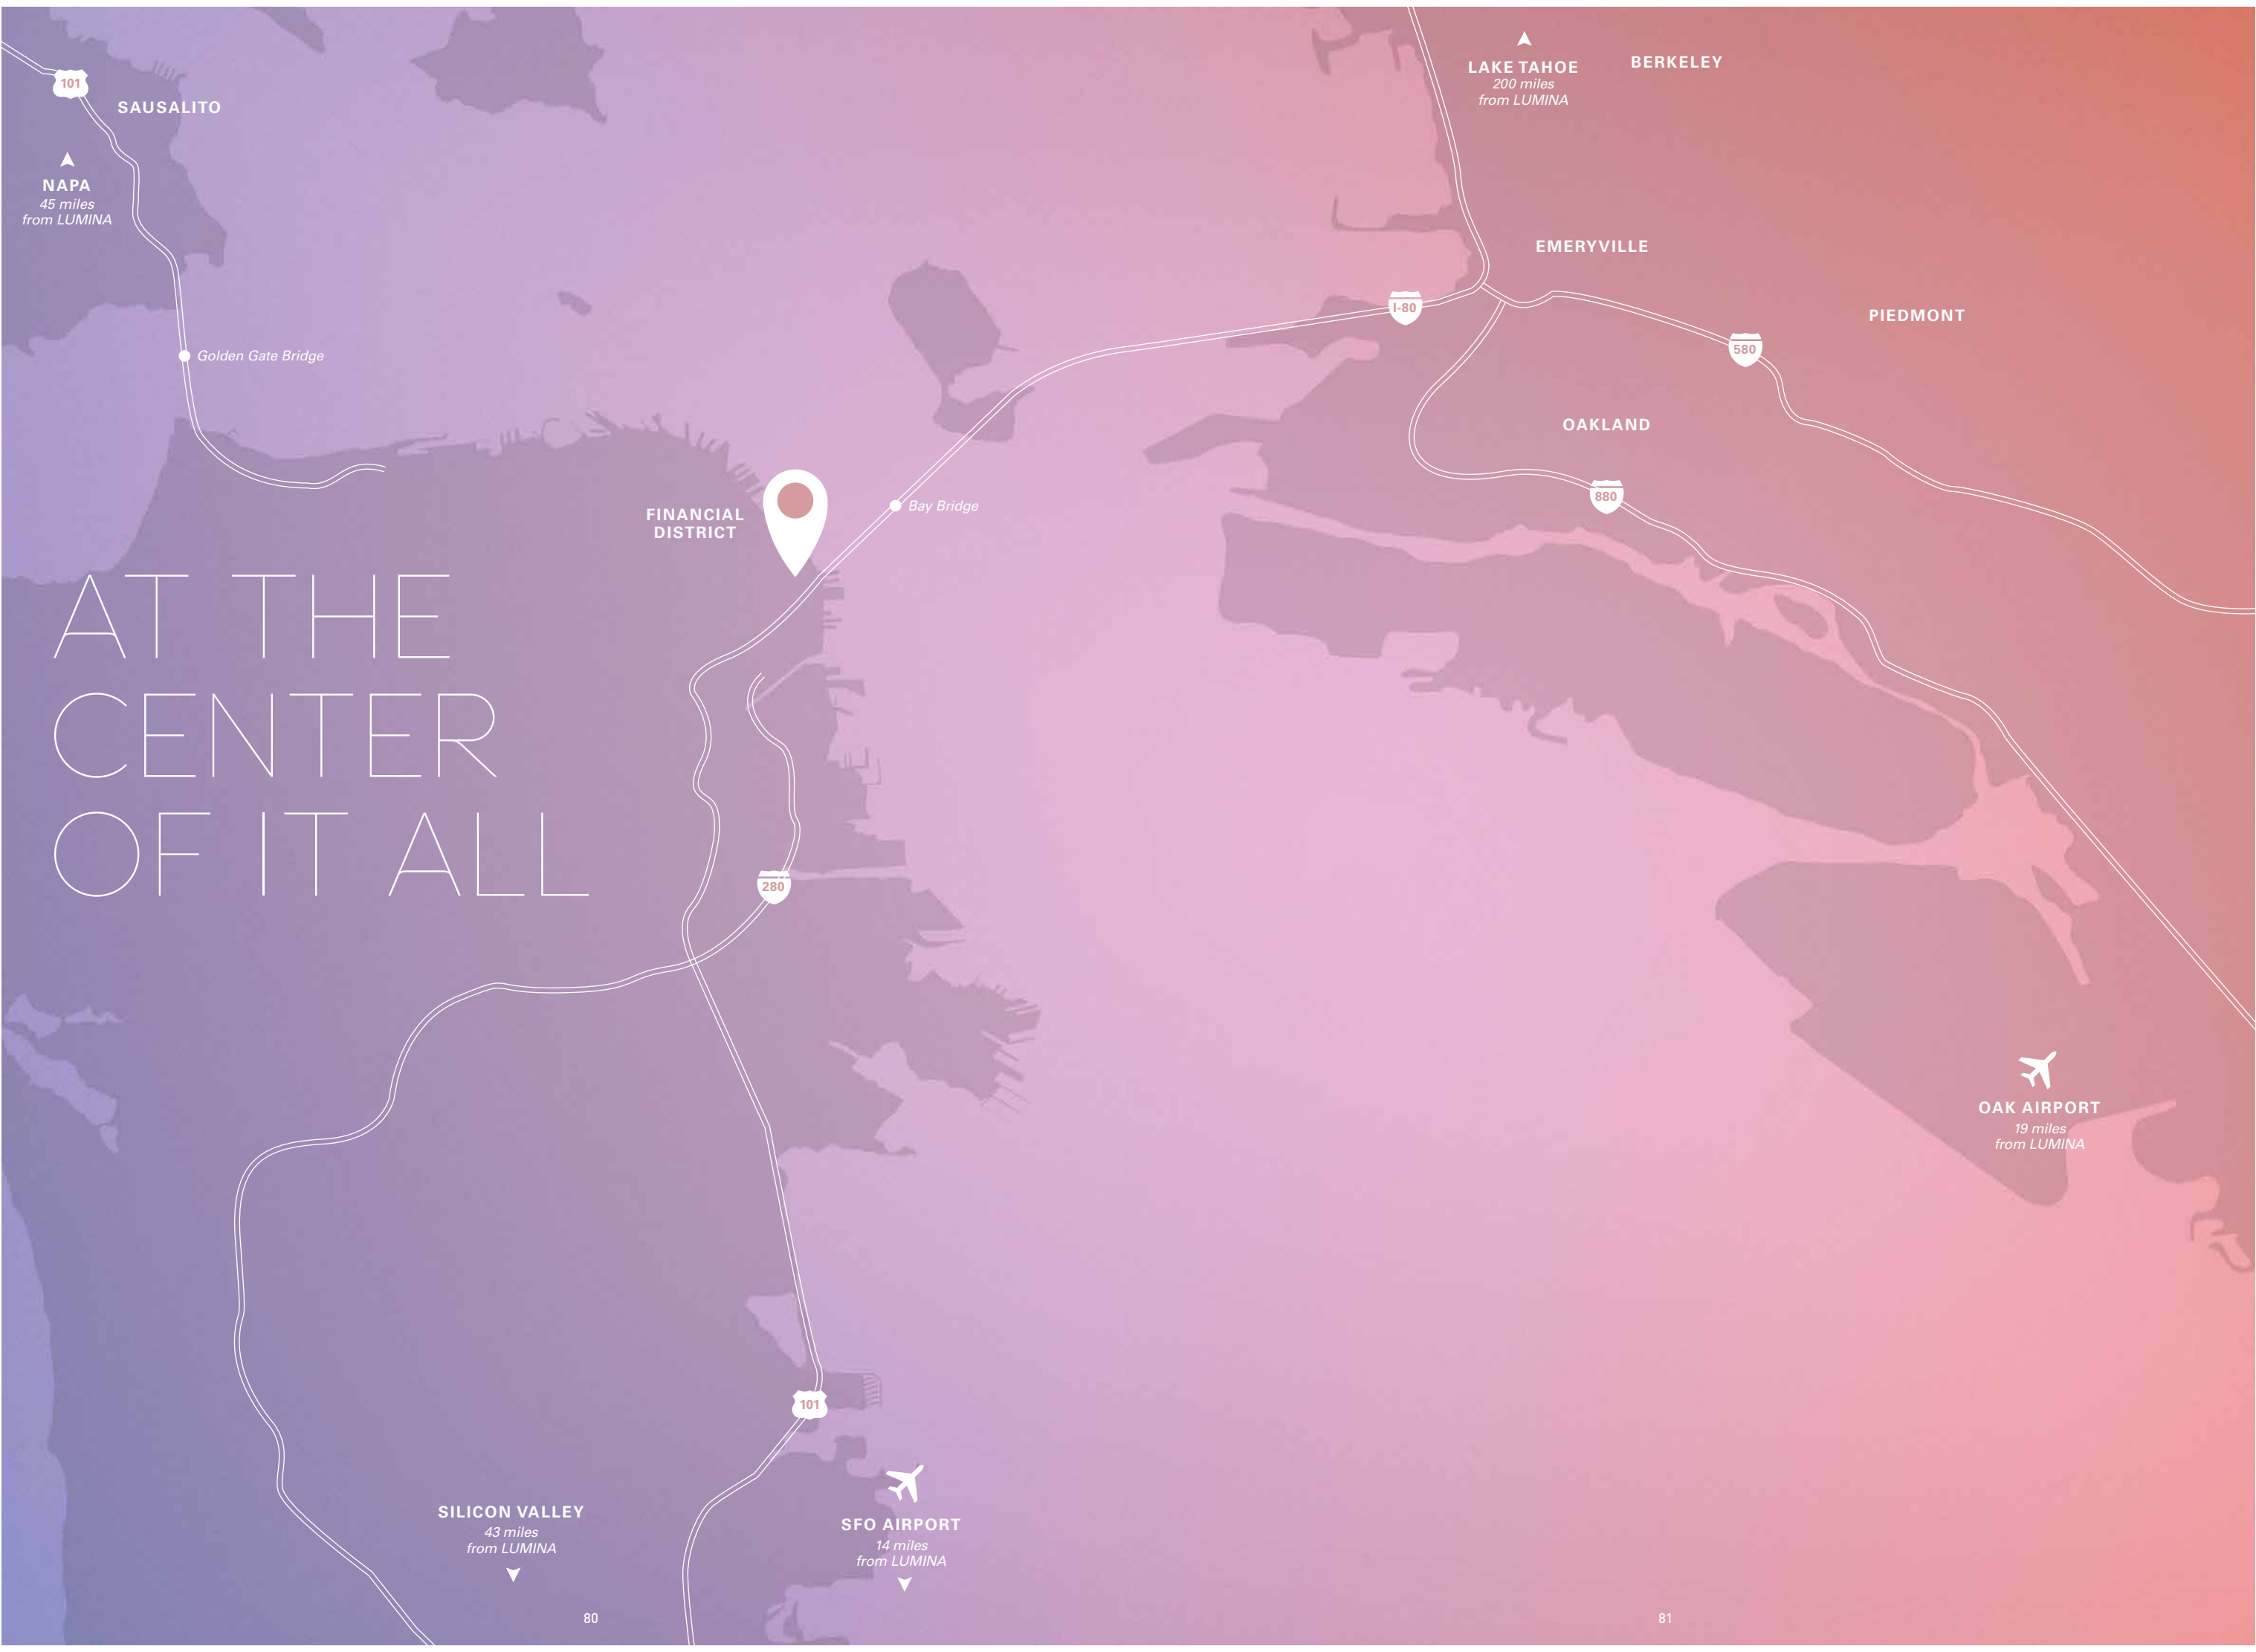 101
SAUSALITO
NAPA
45 miles
from LUMINA
Golden Gate Bridge
LAKE TAHOE
200 miles
from LUMINA
BERKELEY
EMERYVILLE
I-80
PIEDMONT
580
OAKLAND
880
FINANCIAL
DISTRICT
Bay Bridge
AT THE
CENTER
OF IT ALL
280
OAK AIRPORT
19 miles
from LUMINA
101
SILICON VALLEY
43 miles
from LUMINA
SFO AIRPORT
14 miles
from LUMINA
80
81